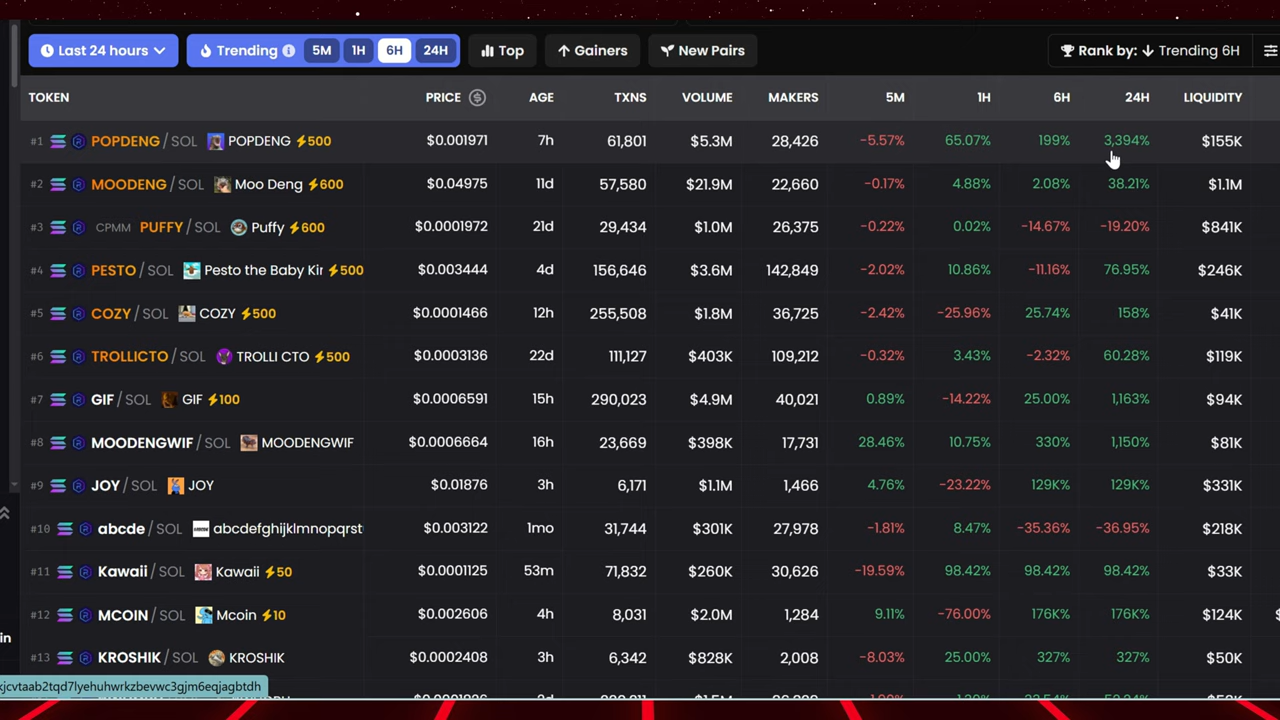 Last 24 hours Trending 5M 1H 6H 24H Top Gainers New Pairs Rank by: Trending 6H
TOKEN PRICE AGE TXNS VOLUME MAKERS 5M 1H 6H 24H LIQUIDITY
#1 POPDENG / SOL POPDENG 500 $0.001971 7h 61,801 $5.3M 28,426 -5.57% 65.07% 199% 3,394% $155K
#2 MOODENG / SOL Moo Deng 600 $0.04975 11d 57,580 $21.9M 22,660 -0.17% 4.88% 2.08% 38.21% $1.1M
#3 CPMM PUFFY / SOL Puffy 600 $0.0001972 21d 29,434 $1.0M 26,375 -0.22% 0.02% -14.67% -19.20% $841K
#4 PESTO / SOL Pesto the Baby Kir 500 $0.003444 4d 156,646 $3.6M 142,849 -2.02% 10.86% -11.16% 76.95% $246K
#5 COZY / SOL COZY 500 $0.0001466 12h 255,508 $1.8M 36,725 -2.42% -25.96% 25.74% 158% $41K
#6 TROLLICTO / SOL TROLLI CTO 500 $0.0003136 22d 111,127 $403K 109,212 -0.32% 3.43% -2.32% 60.28% $119K
#7 GIF / SOL GIF 100 $0.0006591 15h 290,023 $4.9M 40,021 0.89% -14.22% 25.00% 1,163% $94K
#8 MOODENGWIF / SOL MOODENGWIF $0.0006664 16h 23,669 $398K 17,731 28.46% 10.75% 330% 1,150% $81K
#9 JOY / SOL JOY $0.01876 3h 6,171 $1.1M 1,466 4.76% -23.22% 129K% 129K% $331K
#10 abcde / SOL abcdefghijklmnopqrst $0.003122 1mo 31,744 $301K 27,978 -1.81% 8.47% -35.36% -36.95% $218K
#11 Kawaii / SOL Kawaii 50 $0.0001125 53m 71,832 $260K 30,626 -19.59% 98.42% 98.42% 98.42% $33K
#12 MCOIN / SOL Mcoin 10 $0.002606 4h 8,031 $2.0M 1,284 9.11% -76.00% 176K% 176K% $124K
in
#13 KROSHIK / SOL KROSHIK $0.0002408 3h 6,342 $828K 2,008 -8.03% 25.00% 327% 327% $50K
kjcvtaab2tqd7lyehuhwrkzbevwc3gjm6eqjagbtdh